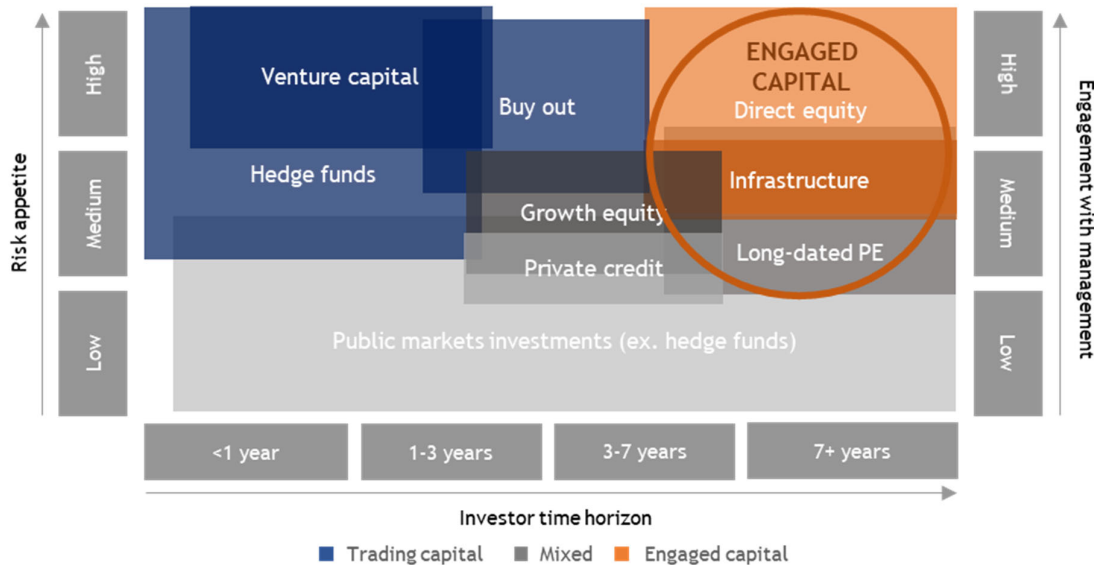 Risk appetite
High
Medium
Low
Venture capital
Buy out
Hedge funds
Growth equity
Private credit
Public markets investments (ex. hedge funds)
ENGAGED
CAPITAL
Direct equity
Infrastructure
Long-dated PE
High
Medium
Low
Engagement with management
<1 year
1-3 years
3-7 years
7+ years
Investor time horizon
Trading capital
Mixed
Engaged capital